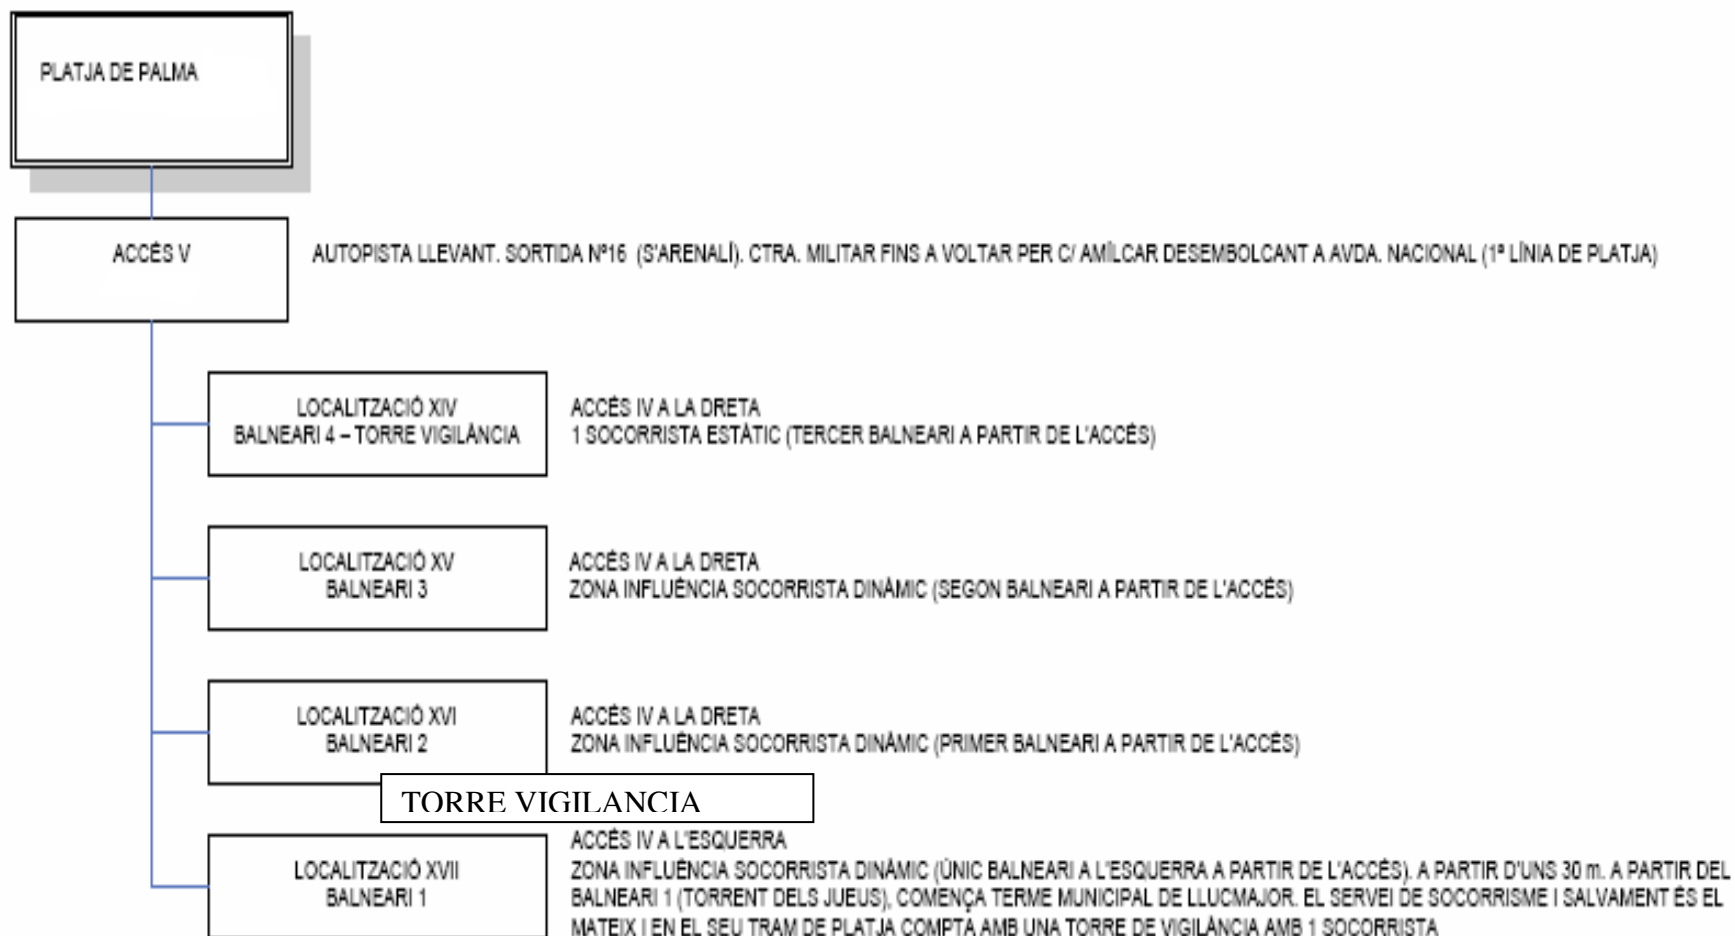 PLATJA DE PALMA
ACCÉS V
AUTOPISTA LLEVANT. SORTIDA Nº16 (S'ARENALÍ). CTRA. MILITAR FINS A VOLTAR PER C/ AMÍLCAR DESEMBOLCANT A AVDA. NACIONAL (1ª LÍNIA DE PLATJA)
LOCALITZACIÓ XIV
BALNEARI 4 – TORRE VIGILÀNCIA
ACCÉS IV A LA DRETA
1 SOCORRISTA ESTÀTIC (TERCER BALNEARI A PARTIR DE L'ACCÉS)
LOCALITZACIÓ XV
BALNEARI 3
ACCÉS IV A LA DRETA
ZONA INFLUÈNCIA SOCORRISTA DINÀMIC (SEGON BALNEARI A PARTIR DE L'ACCÉS)
LOCALITZACIÓ XVI
BALNEARI 2
ACCÉS IV A LA DRETA
ZONA INFLUÈNCIA SOCORRISTA DINÀMIC (PRIMER BALNEARI A PARTIR DE L'ACCÉS)
TORRE VIGILANCIA
LOCALITZACIÓ XVII
BALNEARI 1
ACCÉS IV A L'ESQUERRA
ZONA INFLUÈNCIA SOCORRISTA DINÀMIC (ÚNIC BALNEARI A L'ESQUERRA A PARTIR DE L'ACCÉS). A PARTIR D'UNS 30 m. A PARTIR DEL
BALNEARI 1 (TORRENT DELS JUEUS), COMENÇA TERME MUNICIPAL DE LLUCMAJOR. EL SERVEI DE SOCORRISME I SALVAMENT ÉS EL
MATEIX I EN EL SEU TRAM DE PLATJA COMPTA AMB UNA TORRE DE VIGILÀNCIA AMB 1 SOCORRISTA